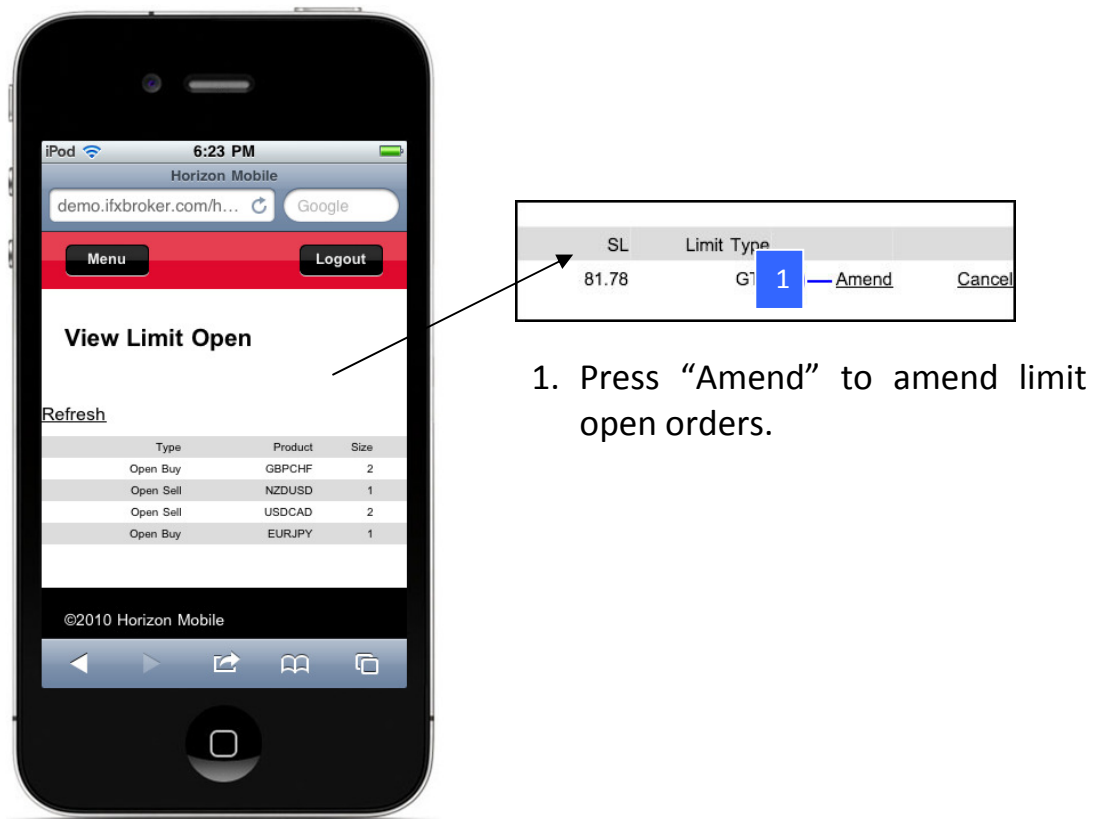 iPod 6:23 PM
Horizon Mobile
demo.ifxbroker.com/h... Google
Menu Logout
View Limit Open
Refresh
Type Product Size
Open Buy GBPCHF 2
Open Sell NZDUSD 1
Open Sell USDCAD 2
Open Buy EURJPY 1
©2010 Horizon Mobile
SL Limit Type
81.78 1 Amend Cancel
1. Press “Amend” to amend limit
open orders.